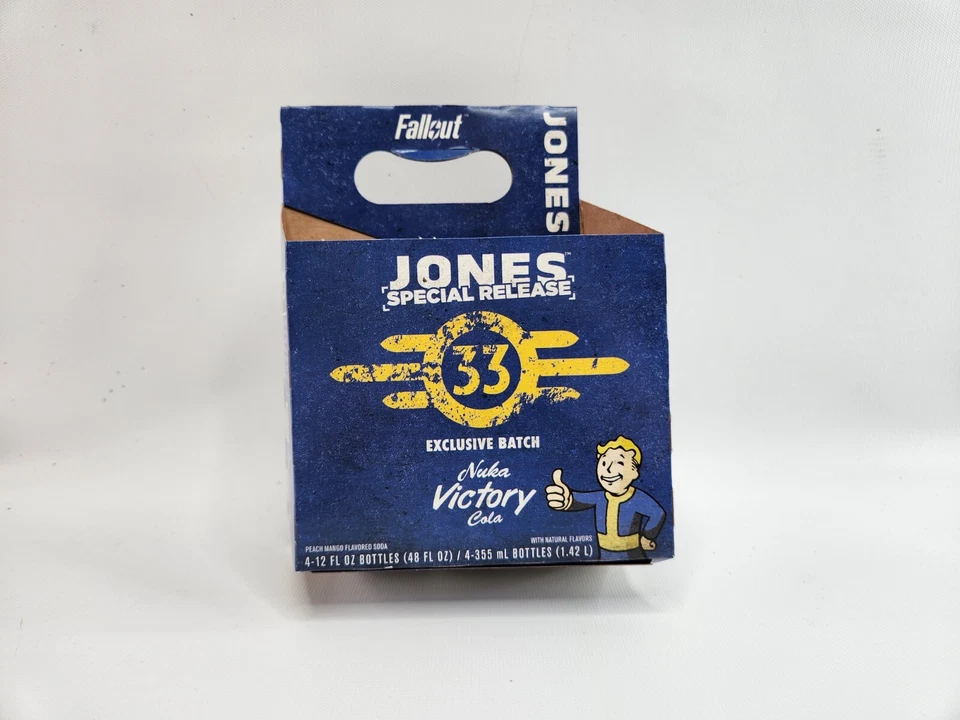 Fallout
JONES
JONES™
SPECIAL RELEASE
33
EXCLUSIVE BATCH
Nuka
Victory
Cola
PEACH MANGO FLAVORED SODA
WITH NATURAL FLAVORS
4-12 FL OZ BOTTLES (48 FL OZ) / 4-355 mL BOTTLES (1.42 L)